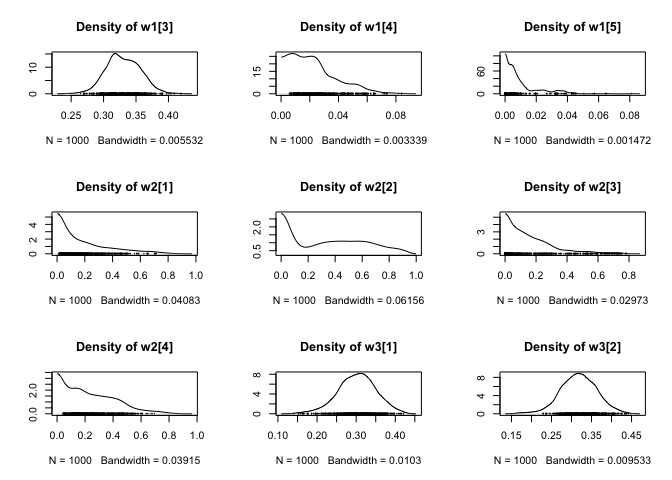 Density of w1[3]
10
0
0.25 0.30 0.35 0.40
N = 1000 Bandwidth = 0.005532
Density of w1[4]
15
0
0.00 0.04 0.08
N = 1000 Bandwidth = 0.003339
Density of w1[5]
60
0
0.00 0.02 0.04 0.06 0.08
N = 1000 Bandwidth = 0.001472
Density of w2[1]
4
2
0
0.0 0.2 0.4 0.6 0.8 1.0
N = 1000 Bandwidth = 0.04083
Density of w2[2]
2.0
0.5
0.0 0.2 0.4 0.6 0.8 1.0
N = 1000 Bandwidth = 0.06156
Density of w2[3]
3
0
0.0 0.2 0.4 0.6 0.8
N = 1000 Bandwidth = 0.02973
Density of w2[4]
2.0
0.0
0.0 0.2 0.4 0.6 0.8 1.0
N = 1000 Bandwidth = 0.03915
Density of w3[1]
8
4
0
0.10 0.20 0.30 0.40
N = 1000 Bandwidth = 0.0103
Density of w3[2]
8
4
0
0.15 0.25 0.35 0.45
N = 1000 Bandwidth = 0.009533